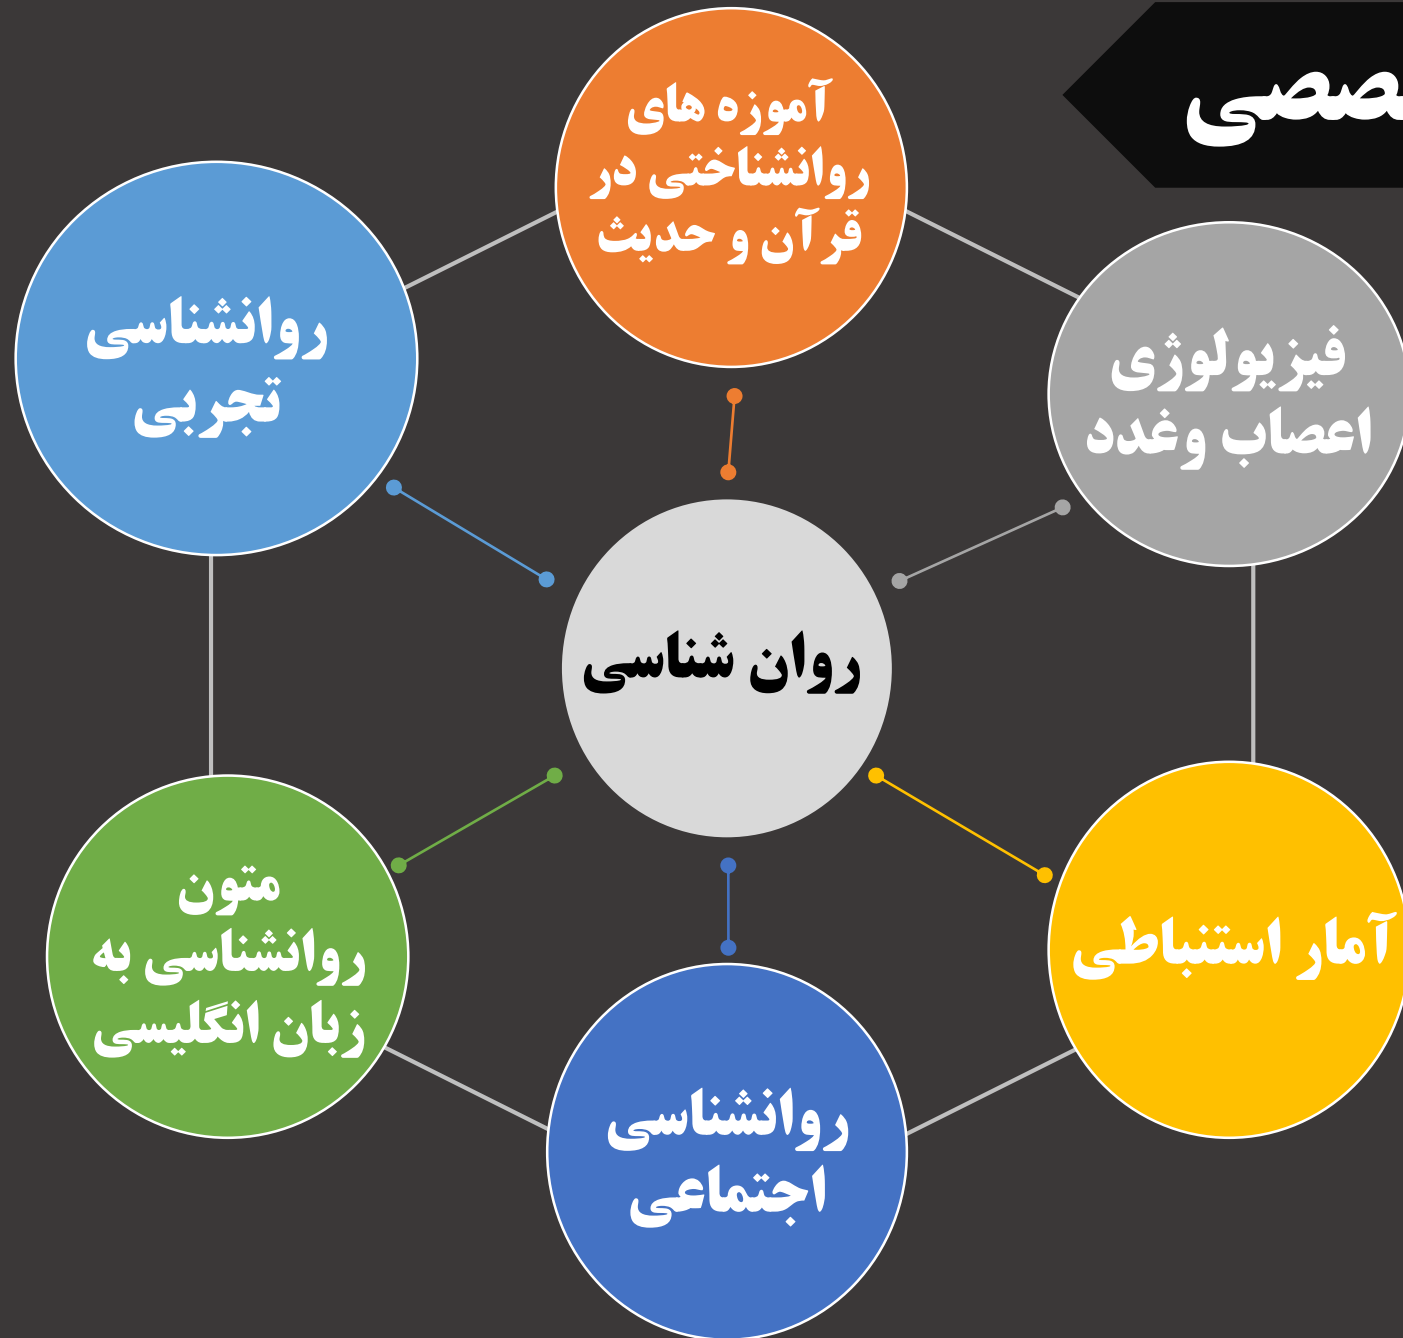 آموزه های
روانشناختی در
قرآن و حدیث
فیزیولوژی
اعصاب وغدد
روانشناسی
تجربی
روان شناسی
آمار استنباطی
متون
روانشناسی به
زبان انگلیسی
روانشناسی
اجتماعی